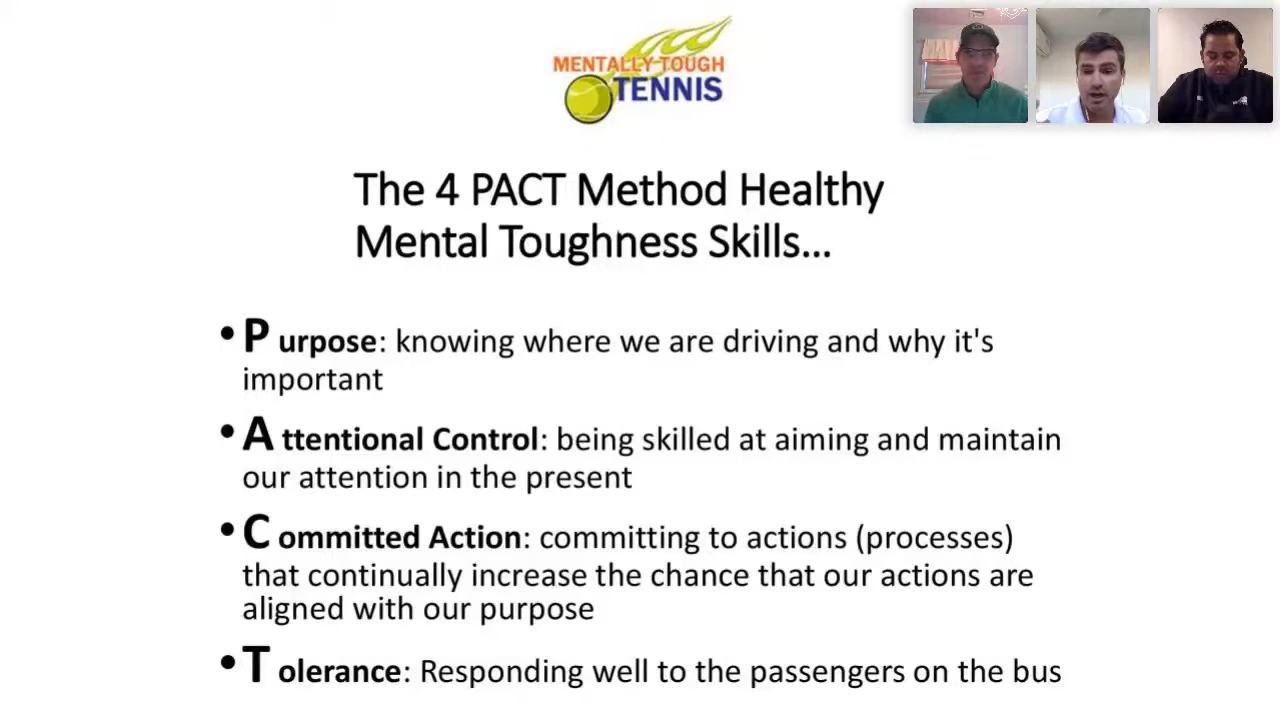 MENTALLY TOUGH
TENNIS
The 4 PACT Method Healthy
Mental Toughness Skills...
•P urpose: knowing where we are driving and why it's
important
•A ttentional Control: being skilled at aiming and maintain
our attention in the present
•C ommitted Action: committing to actions (processes)
that continually increase the chance that our actions are
aligned with our purpose
•T olerance: Responding well to the passengers on the bus